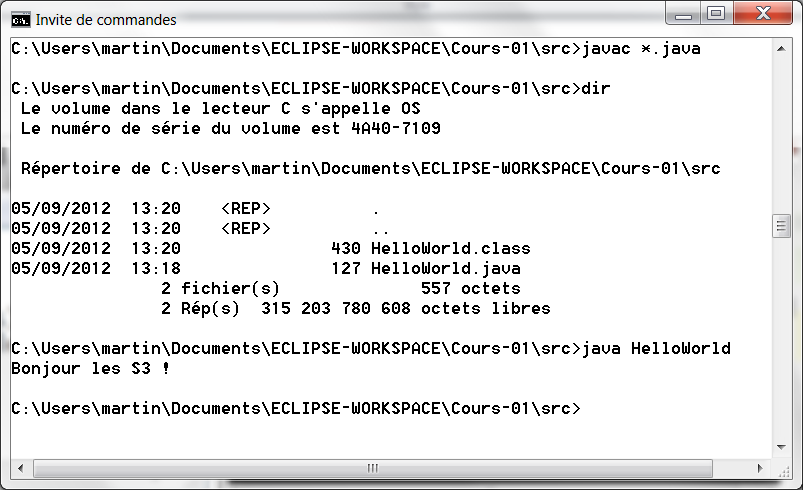 Invite de commandes
C:\Users\martin\Documents\ECLIPSE-WORKSPACE\Cours-01\src>javac *.java
C:\Users\martin\Documents\ECLIPSE-WORKSPACE\Cours-01\src>dir
Le volume dans le lecteur C s'appelle OS
Le numéro de série du volume est 4A40-7109
Répertoire de C:\Users\martin\Documents\ECLIPSE-WORKSPACE\Cours-01\src
05/09/2012  13:20    <REP>          .
05/09/2012  13:20    <REP>          ..
05/09/2012  13:20               430 HelloWorld.class
05/09/2012  13:18               127 HelloWorld.java
2 fichier(s)              557 octets
2 Rép(s)  315 203 780 608 octets libres
C:\Users\martin\Documents\ECLIPSE-WORKSPACE\Cours-01\src>java HelloWorld
Bonjour les S3 !
C:\Users\martin\Documents\ECLIPSE-WORKSPACE\Cours-01\src>